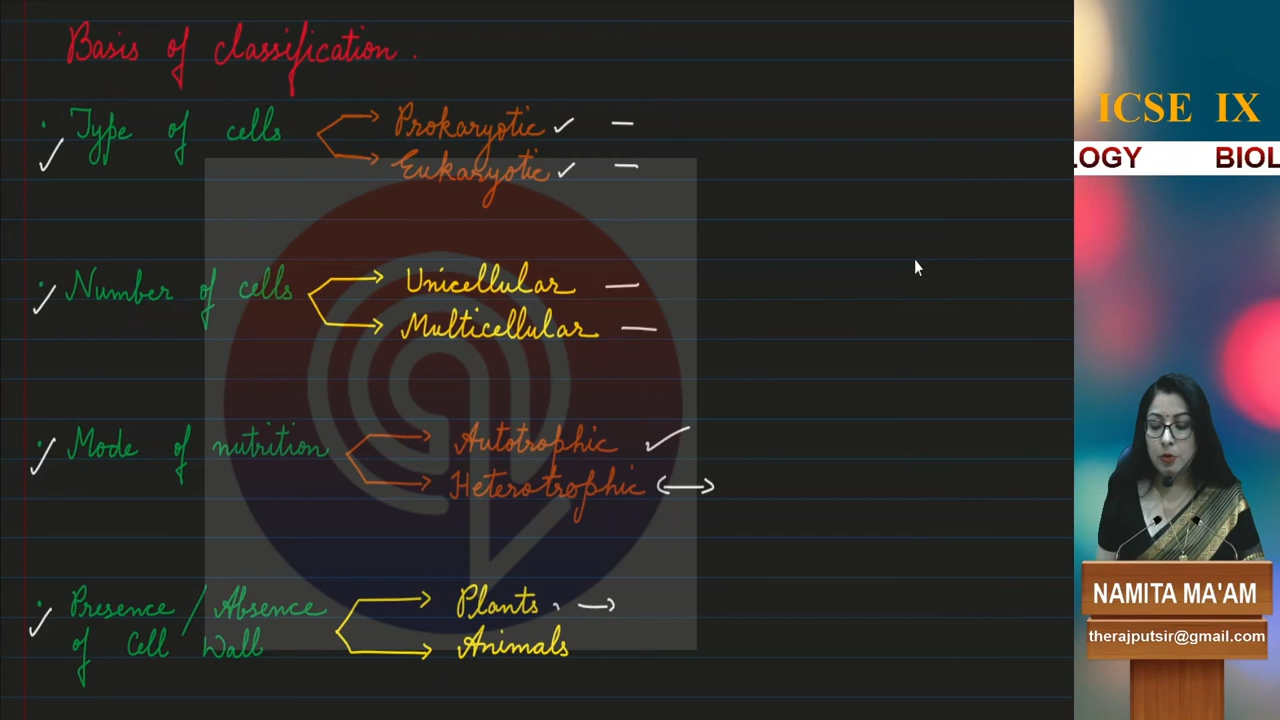 Basis of classification.
Type of cells
Prokaryotic
Eukaryotic
Number of cells
Unicellular
Multicellular
Mode of nutrition
Autotrophic
Heterotrophic
Presence / Absence
of Cell Wall
Plants
Animals
ICSE IX
LOGY BIOL
NAMITA MA'AM
therajputsir@gmail.com